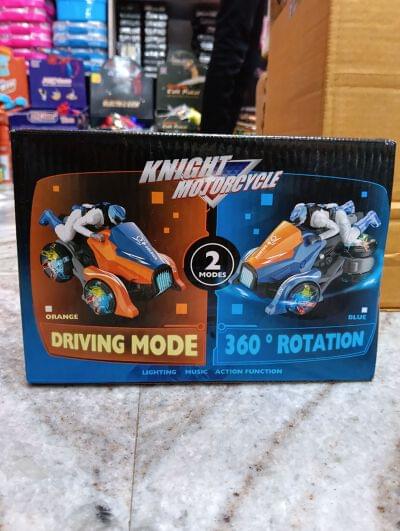 KNIGHT
MOTORCYCLE
2
MODES
ORANGE
BLUE
DRIVING MODE
360° ROTATION
LIGHTING MUSIC ACTION FUNCTION